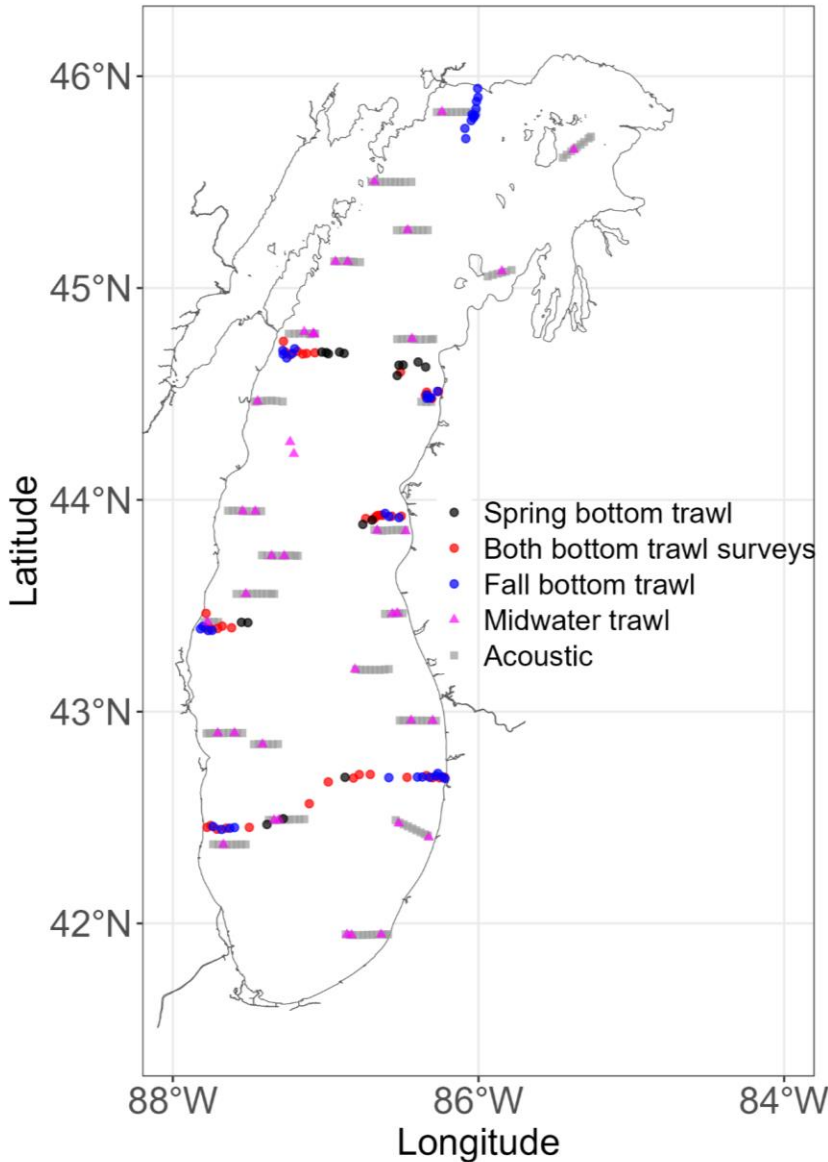 46°N
45°N
44°N
43°N
42°N
Latitude
Spring bottom trawl
Both bottom trawl surveys
Fall bottom trawl
Midwater trawl
Acoustic
88°W
86°W
84°W
Longitude